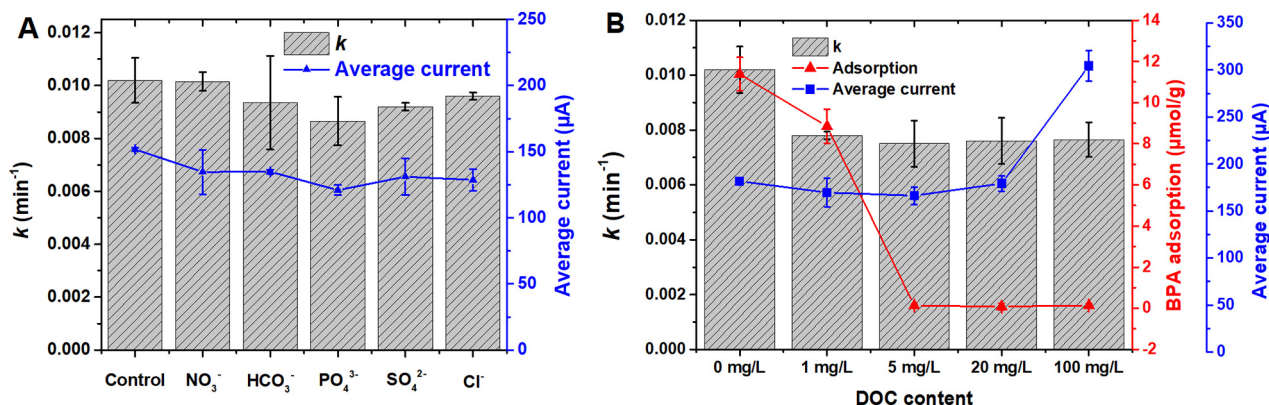 A
k
Average current
k (min⁻¹)
0.012
0.010
0.008
0.006
0.004
0.002
0.000
250
200
150
100
50
0
Average current (µA)
Control NO₃⁻ HCO₃⁻ PO₄³⁻ SO₄²⁻ Cl⁻
B
k
Adsorption
Average current
k (min⁻¹)
0.012
0.010
0.008
0.006
0.004
0.002
0.000
14
12
10
8
6
4
2
0
-2
BPA adsorption (µmol/g)
350
300
250
200
150
100
50
0
Average current (µA)
0 mg/L 1 mg/L 5 mg/L 20 mg/L 100 mg/L
DOC content